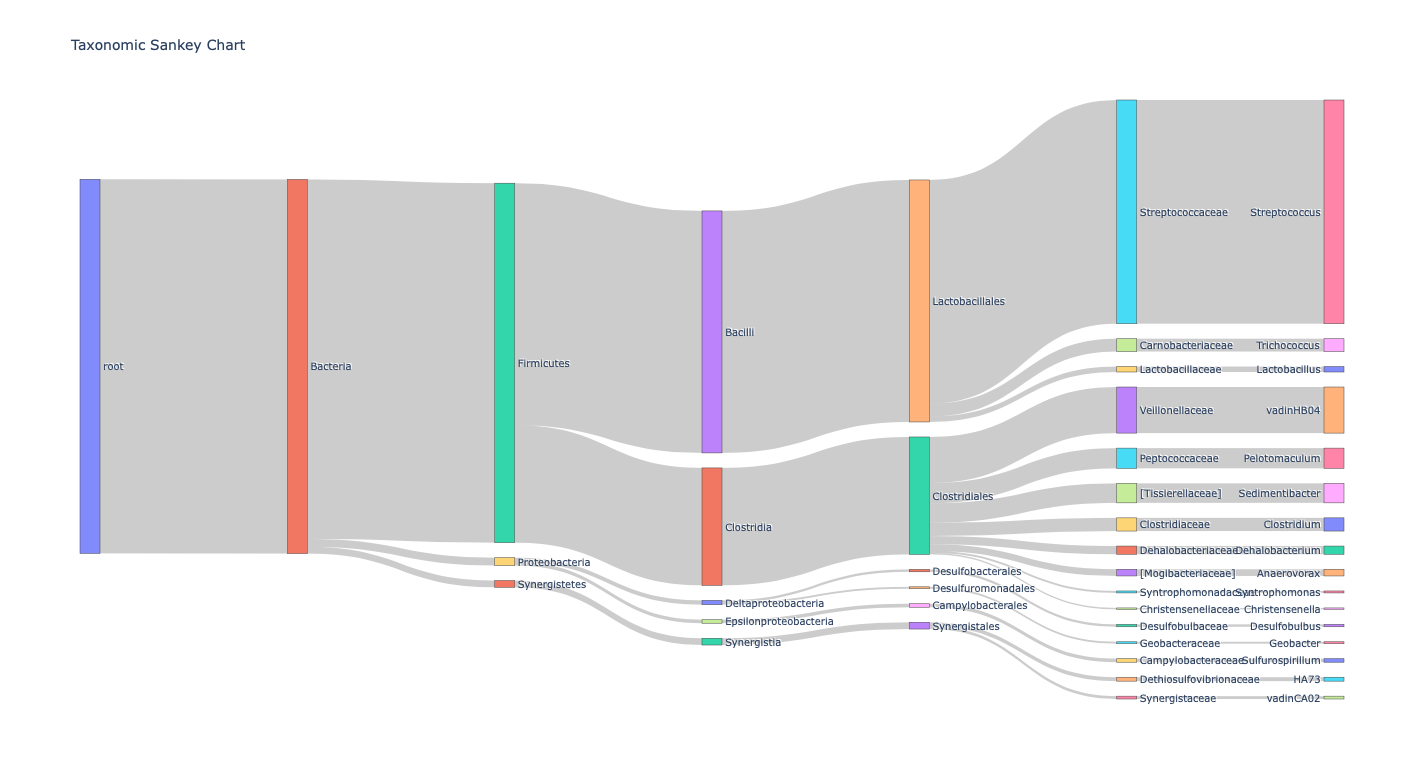 Taxonomic Sankey Chart
root
Bacteria
Firmicutes
Proteobacteria
Synergistetes
Bacilli
Clostridia
Deltaproteobacteria
Epsilonproteobacteria
Synergistia
Lactobacillales
Clostridiales
Desulfobacterales
Desulfuromonadales
Campylobacterales
Synergistales
Streptococcaceae Streptococcus
Carnobacteriaceae Trichococcus
Lactobacillaceae Lactobacillus
Veillonellaceae vadinHB04
Peptococcaceae Pelotomaculum
[Tissierellaceae] Sedimentibacter
Clostridiaceae Clostridium
Dehalobacteriaceae Dehalobacterium
[Mogibacteriaceae] Anaerovorax
Syntrophomonadaceae Syntrophomonas
Christensenellaceae Christensenella
Desulfobulbaceae Desulfobulbus
Geobacteraceae Geobacter
Campylobacteraceae Sulfurospirillum
Dethiosulfovibrionaceae HA73
Synergistaceae vadinCA02